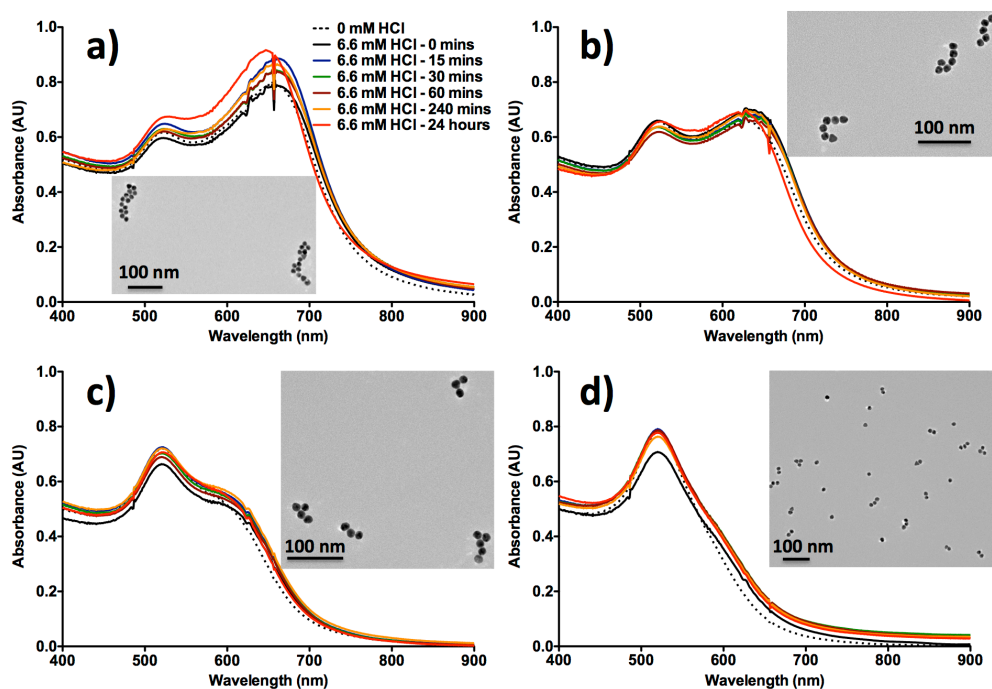 a)
0 mM HCl
6.6 mM HCl - 0 mins
6.6 mM HCl - 15 mins
6.6 mM HCl - 30 mins
6.6 mM HCl - 60 mins
6.6 mM HCl - 240 mins
6.6 mM HCl - 24 hours
Absorbance (AU)
1.0
0.8
0.6
0.4
0.2
0.0
100 nm
400 500 600 700 800 900
Wavelength (nm)
b)
Absorbance (AU)
1.0
0.8
0.6
0.4
0.2
0.0
100 nm
400 500 600 700 800 900
Wavelength (nm)
c)
Absorbance (AU)
1.0
0.8
0.6
0.4
0.2
0.0
100 nm
400 500 600 700 800 900
Wavelength (nm)
d)
Absorbance (AU)
1.0
0.8
0.6
0.4
0.2
0.0
100 nm
400 500 600 700 800 900
Wavelength (nm)